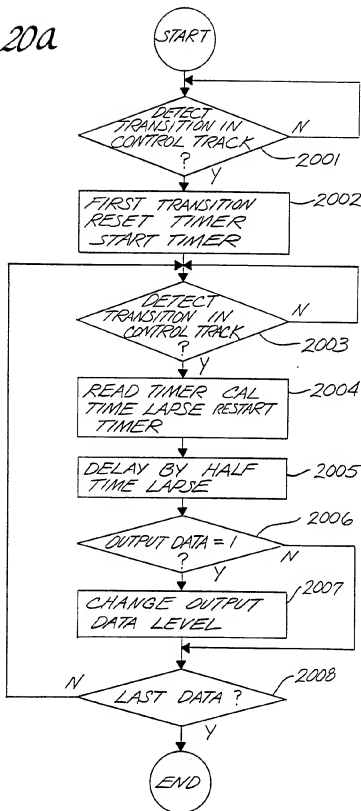 20a
START
DETECT
TRANSITION IN
CONTROL TRACK
?
N
Y
2001
FIRST TRANSITION
RESET TIMER
START TIMER
2002
DETECT
TRANSITION IN
CONTROL TRACK
?
N
Y
2003
READ TIMER CAL
TIME LAPSE RESTART
TIMER
2004
DELAY BY HALF
TIME LAPSE
2005
OUTPUT DATA = 1
?
2006
N
Y
CHANGE OUTPUT
DATA LEVEL
2007
N
LAST DATA ?
2008
Y
END